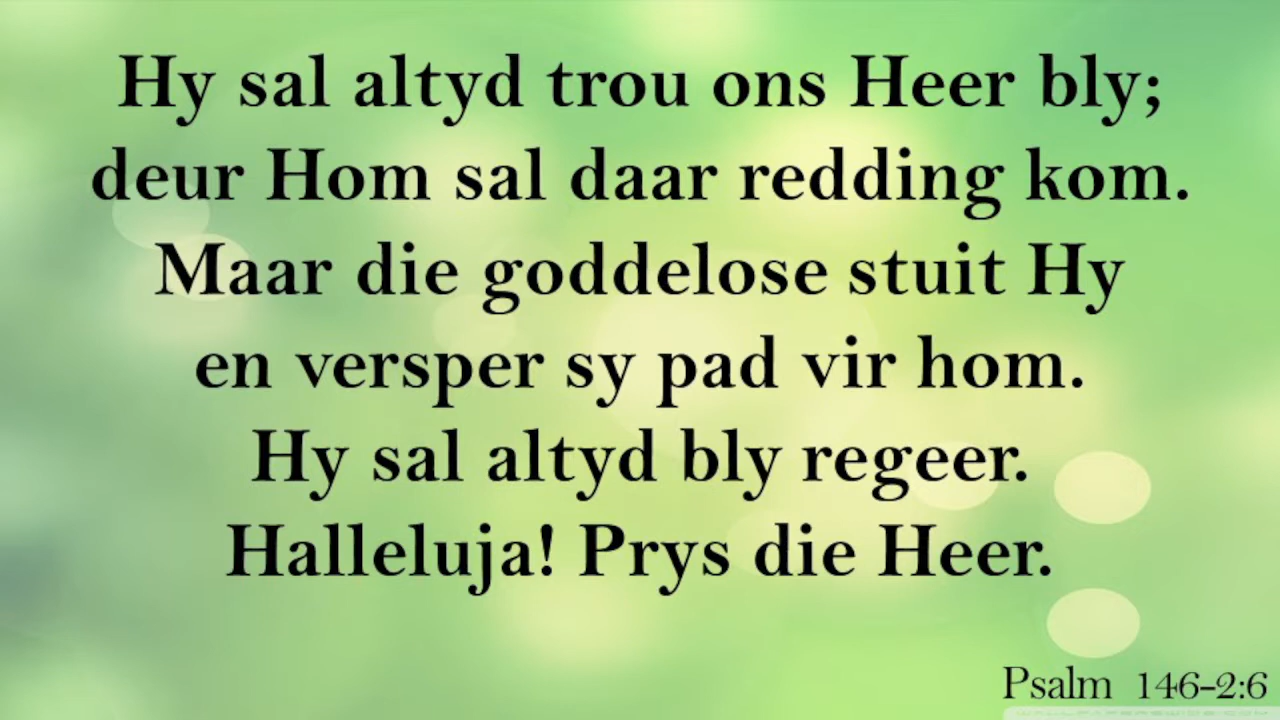 Hy sal altyd trou ons Heer bly;
deur Hom sal daar redding kom.
Maar die goddelose stuit Hy
en versper sy pad vir hom.
Hy sal altyd bly regeer.
Halleluja! Prys die Heer.
Psalm 146-2:6